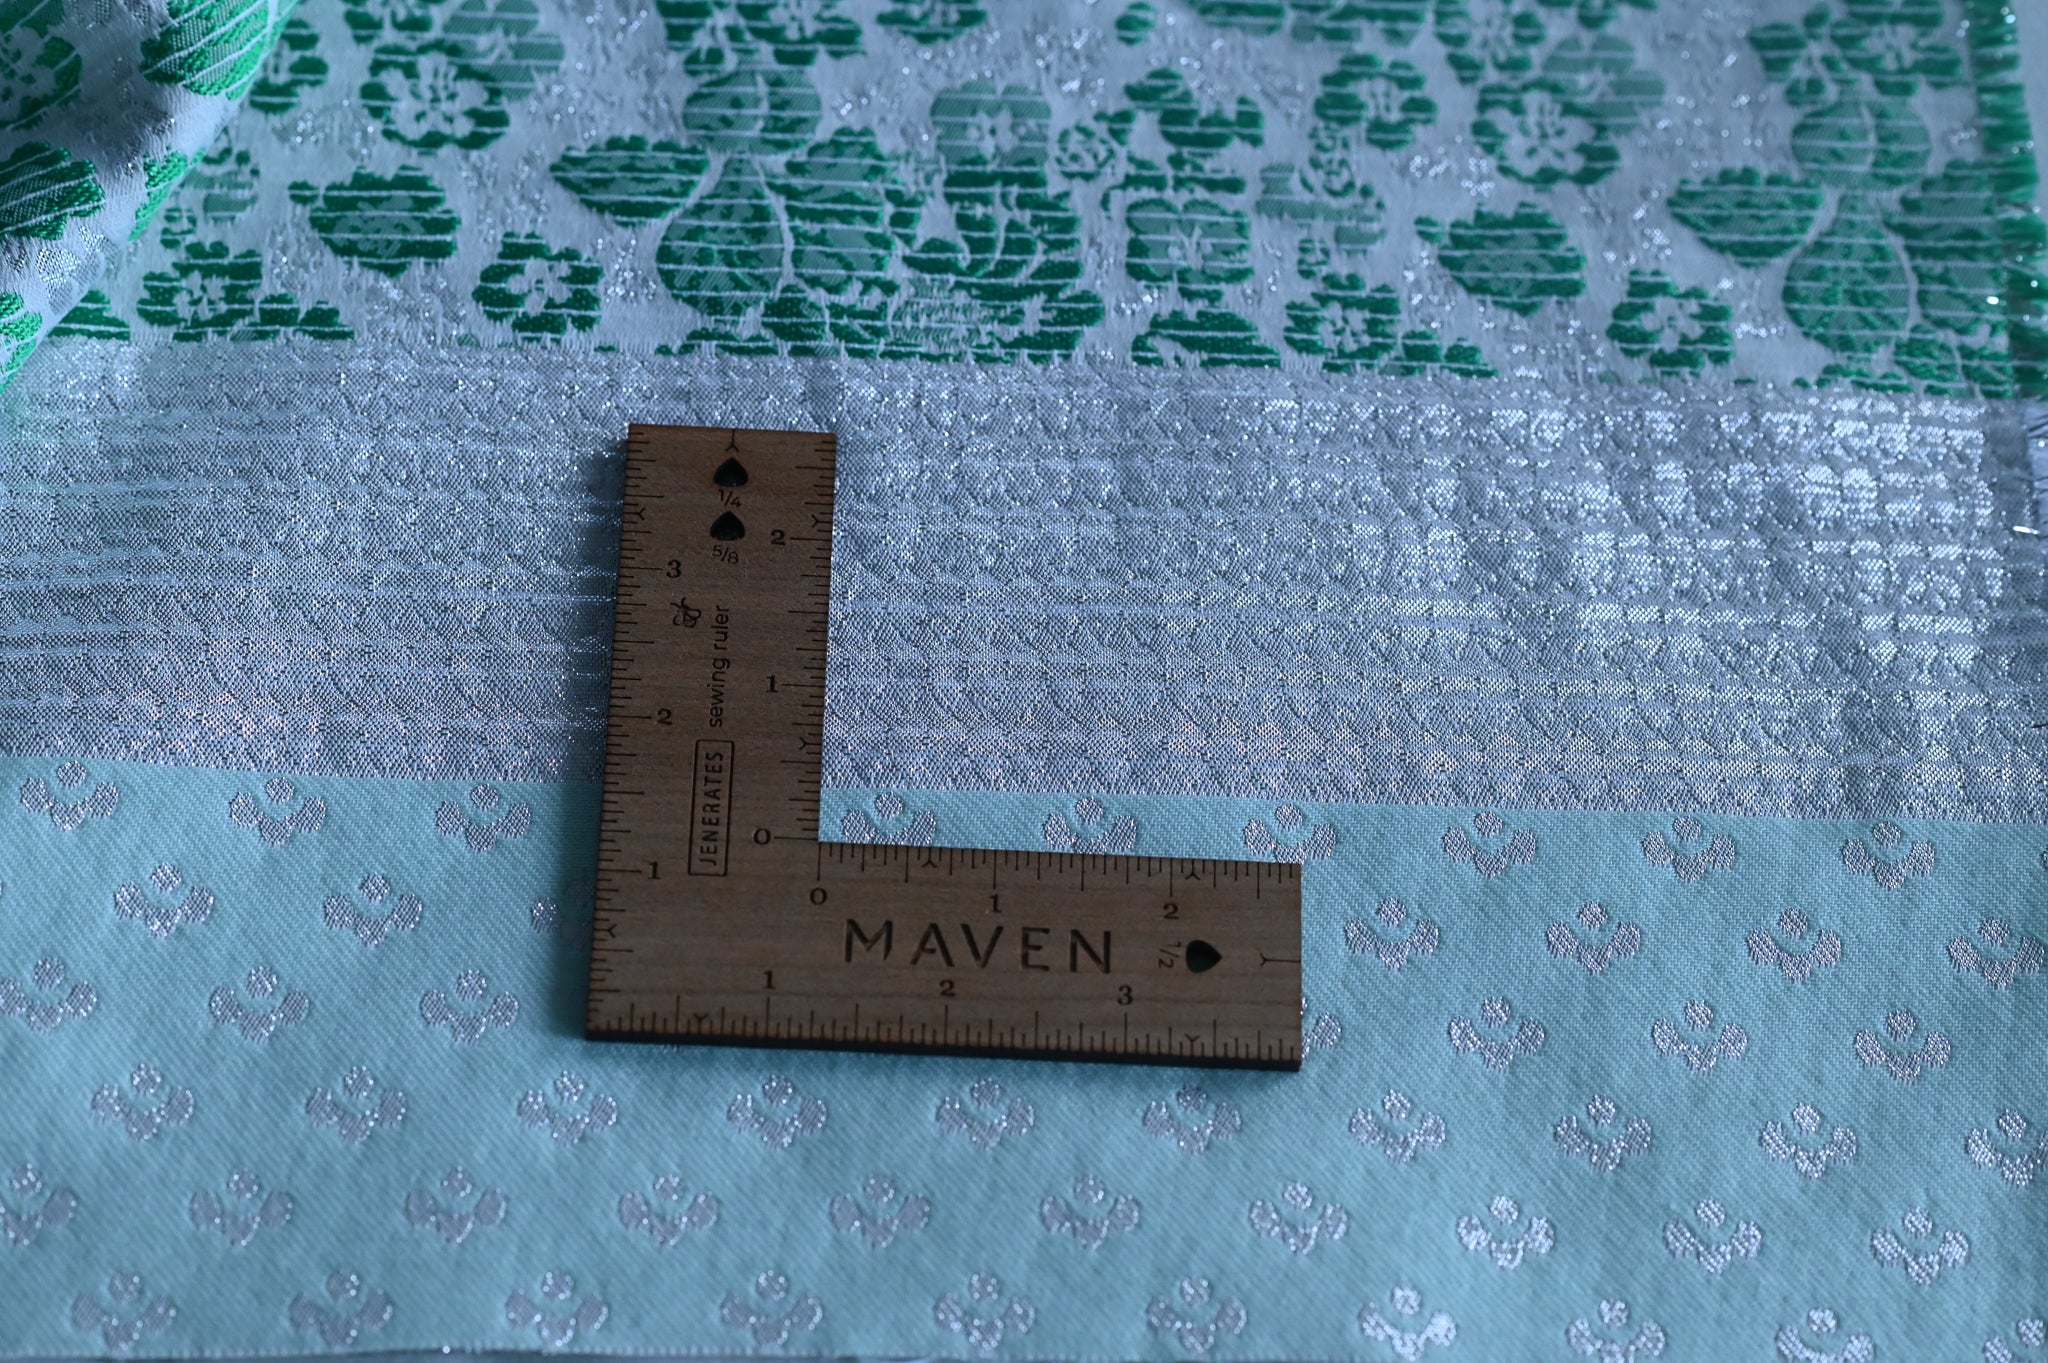 1/4
5/8
2
3
sewing ruler
1
2
JENERATES
0
1
0 1 2
MAVEN
1/2
1 2 3